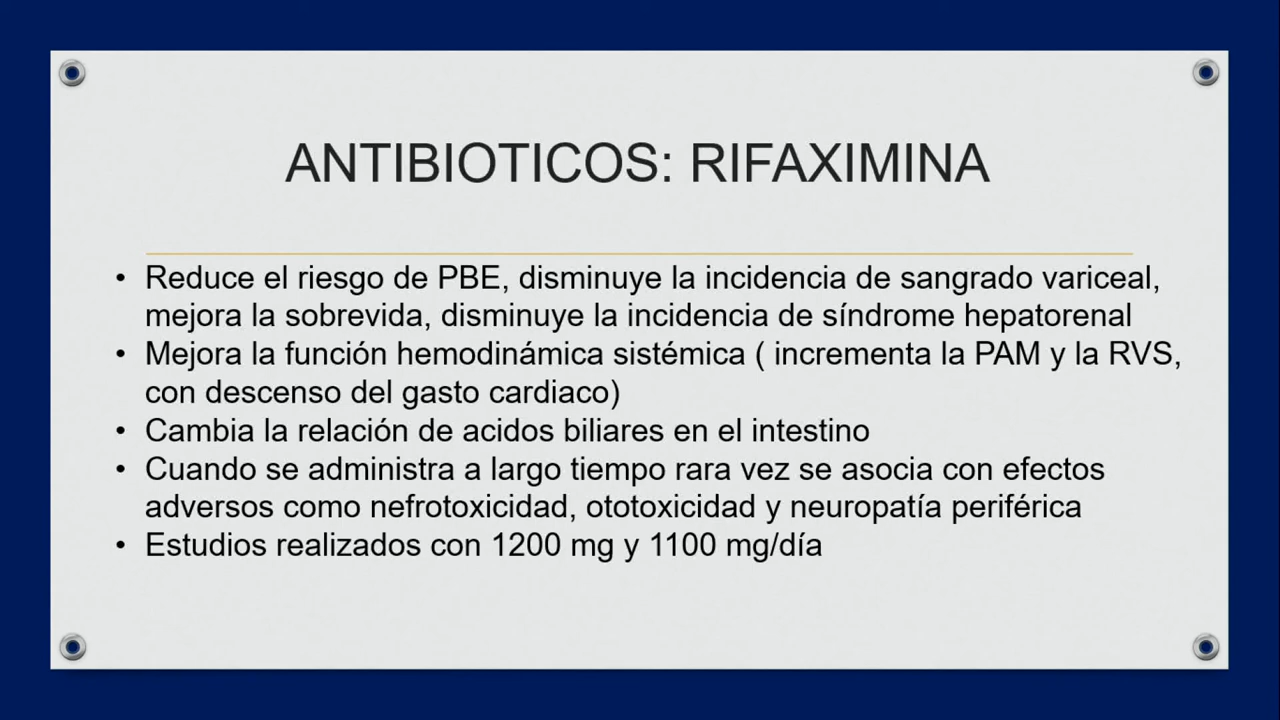 ANTIBIOTICOS: RIFAXIMINA
• Reduce el riesgo de PBE, disminuye la incidencia de sangrado variceal,
mejora la sobrevida, disminuye la incidencia de síndrome hepatorenal
• Mejora la función hemodinámica sistémica ( incrementa la PAM y la RVS,
con descenso del gasto cardiaco)
• Cambia la relación de acidos biliares en el intestino
• Cuando se administra a largo tiempo rara vez se asocia con efectos
adversos como nefrotoxicidad, ototoxicidad y neuropatía periférica
• Estudios realizados con 1200 mg y 1100 mg/día